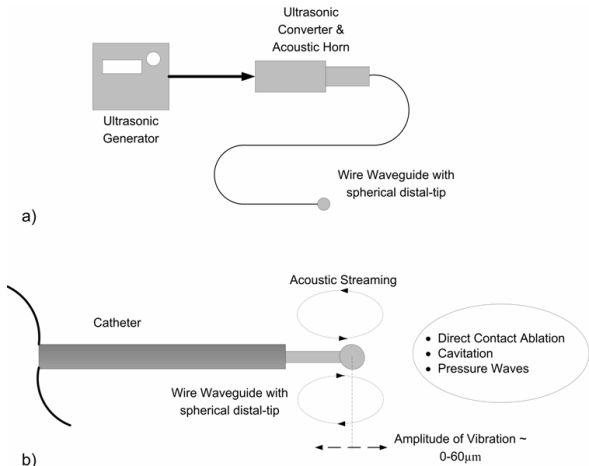 Ultrasonic
Converter &
Acoustic Horn
Ultrasonic
Generator
Wire Waveguide with
spherical distal-tip
a)
Acoustic Streaming
Catheter
• Direct Contact Ablation
• Cavitation
• Pressure Waves
Wire Waveguide with
spherical distal-tip
Amplitude of Vibration ~
0-60µm
b)